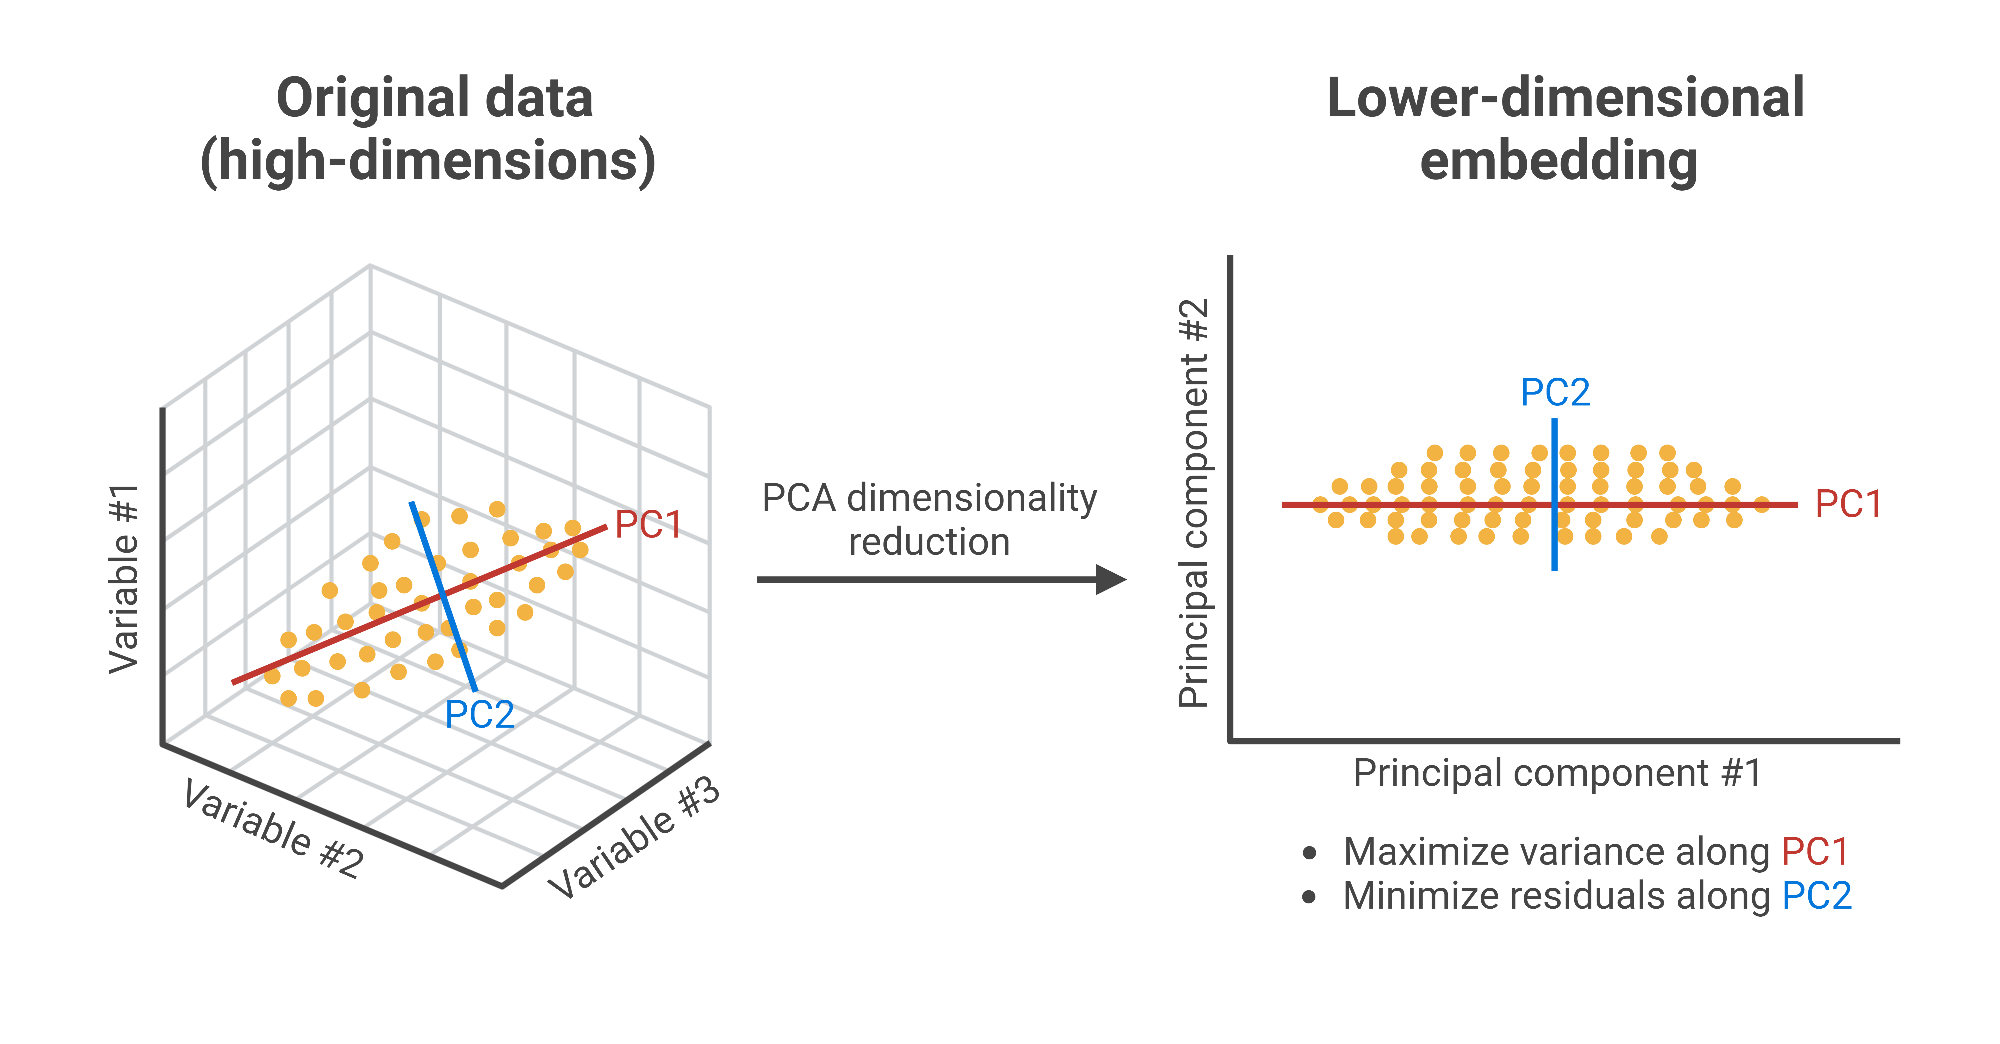 Original data
(high-dimensions)
Variable #1
Variable #2
Variable #3
PC1
PC2
PCA dimensionality
reduction
Lower-dimensional
embedding
Principal component #2
PC2
PC1
Principal component #1
• Maximize variance along PC1
• Minimize residuals along PC2